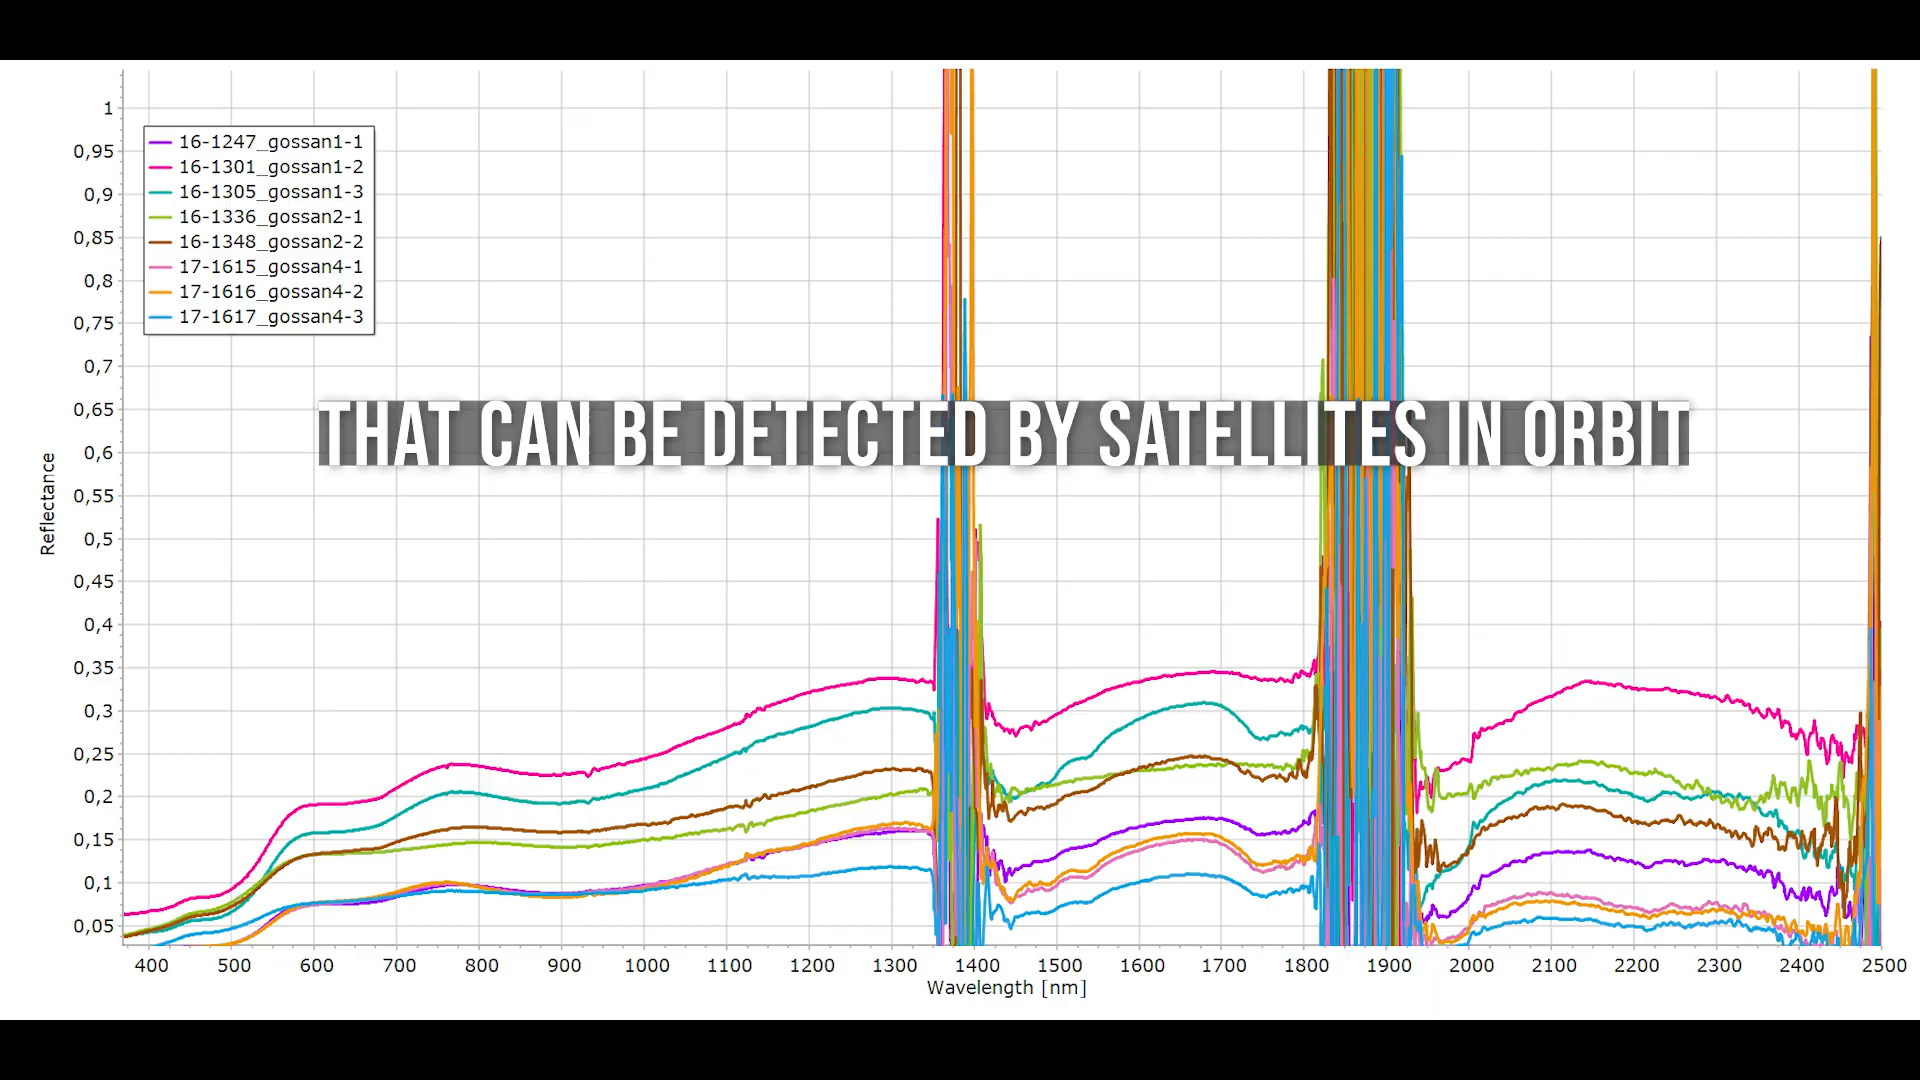 1
0,95
0,9
0,85
0,8
0,75
0,7
0,65
0,6
0,55
0,5
0,45
0,4
0,35
0,3
0,25
0,2
0,15
0,1
0,05
Reflectance
16-1247_gossan1-1
16-1301_gossan1-2
16-1305_gossan1-3
16-1336_gossan2-1
16-1348_gossan2-2
17-1615_gossan4-1
17-1616_gossan4-2
17-1617_gossan4-3
THAT CAN BE DETECTED BY SATELLITES IN ORBIT
400 500 600 700 800 900 1000 1100 1200 1300 1400 1500 1600 1700 1800 1900 2000 2100 2200 2300 2400 2500
Wavelength [nm]